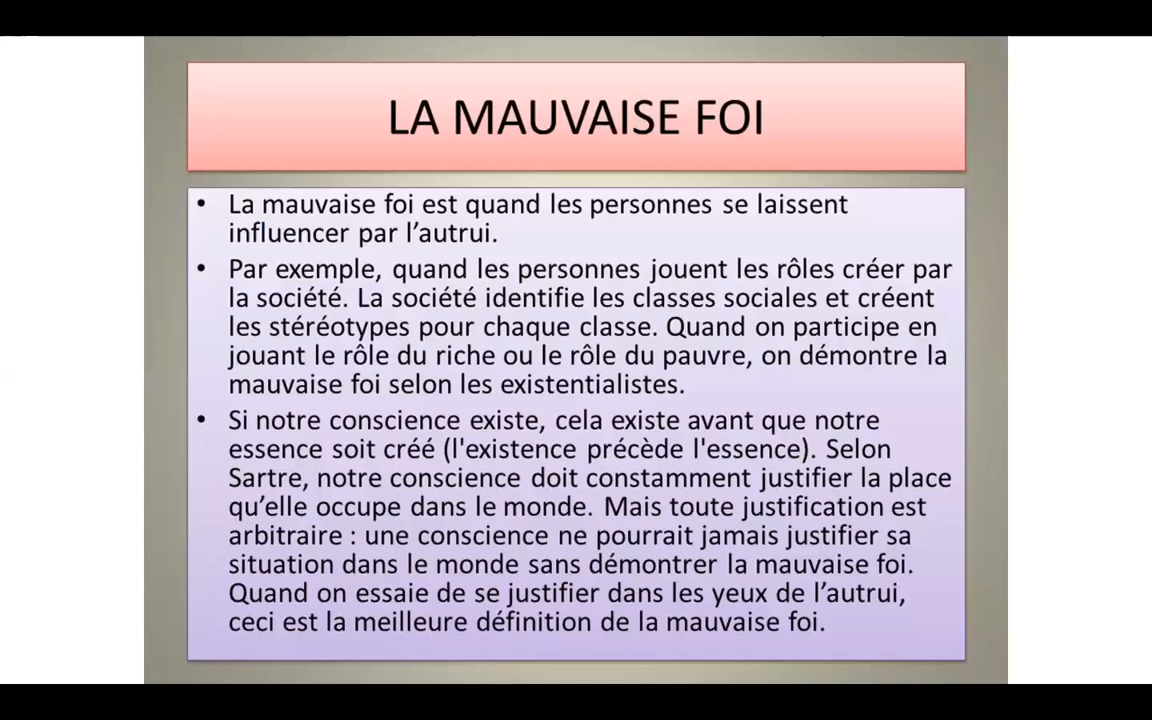 LA MAUVAISE FOI
• La mauvaise foi est quand les personnes se laissent
influencer par l’autrui.
• Par exemple, quand les personnes jouent les rôles créer par
la société. La société identifie les classes sociales et créent
les stéréotypes pour chaque classe. Quand on participe en
jouant le rôle du riche ou le rôle du pauvre, on démontre la
mauvaise foi selon les existentialistes.
• Si notre conscience existe, cela existe avant que notre
essence soit créé (l'existence précède l'essence). Selon
Sartre, notre conscience doit constamment justifier la place
qu’elle occupe dans le monde. Mais toute justification est
arbitraire : une conscience ne pourrait jamais justifier sa
situation dans le monde sans démontrer la mauvaise foi.
Quand on essaie de se justifier dans les yeux de l’autrui,
ceci est la meilleure définition de la mauvaise foi.